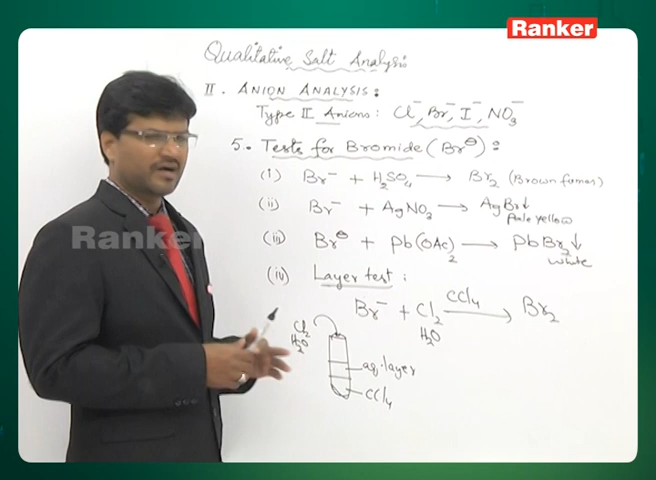 Ranker
Qualitative Salt Analysis
II. ANION ANALYSIS:
Type II Anions: Cl⁻, Br⁻, I⁻, NO₃⁻
5. Tests for Bromide (Br⊖):
(i) Br⁻ + H₂SO₄ → Br₂ (Brown fumes)
(ii) Br⁻ + AgNO₃ → AgBr↓
Pale yellow
Ranker
(iii) Br⊖ + Pb(OAc)₂ → PbBr₂↓
White
(iv) Layer test:
Br⁻ + Cl₂ CCl₄ → Br₂
H₂O
Cl₂
H₂O
aq. layer
CCl₄